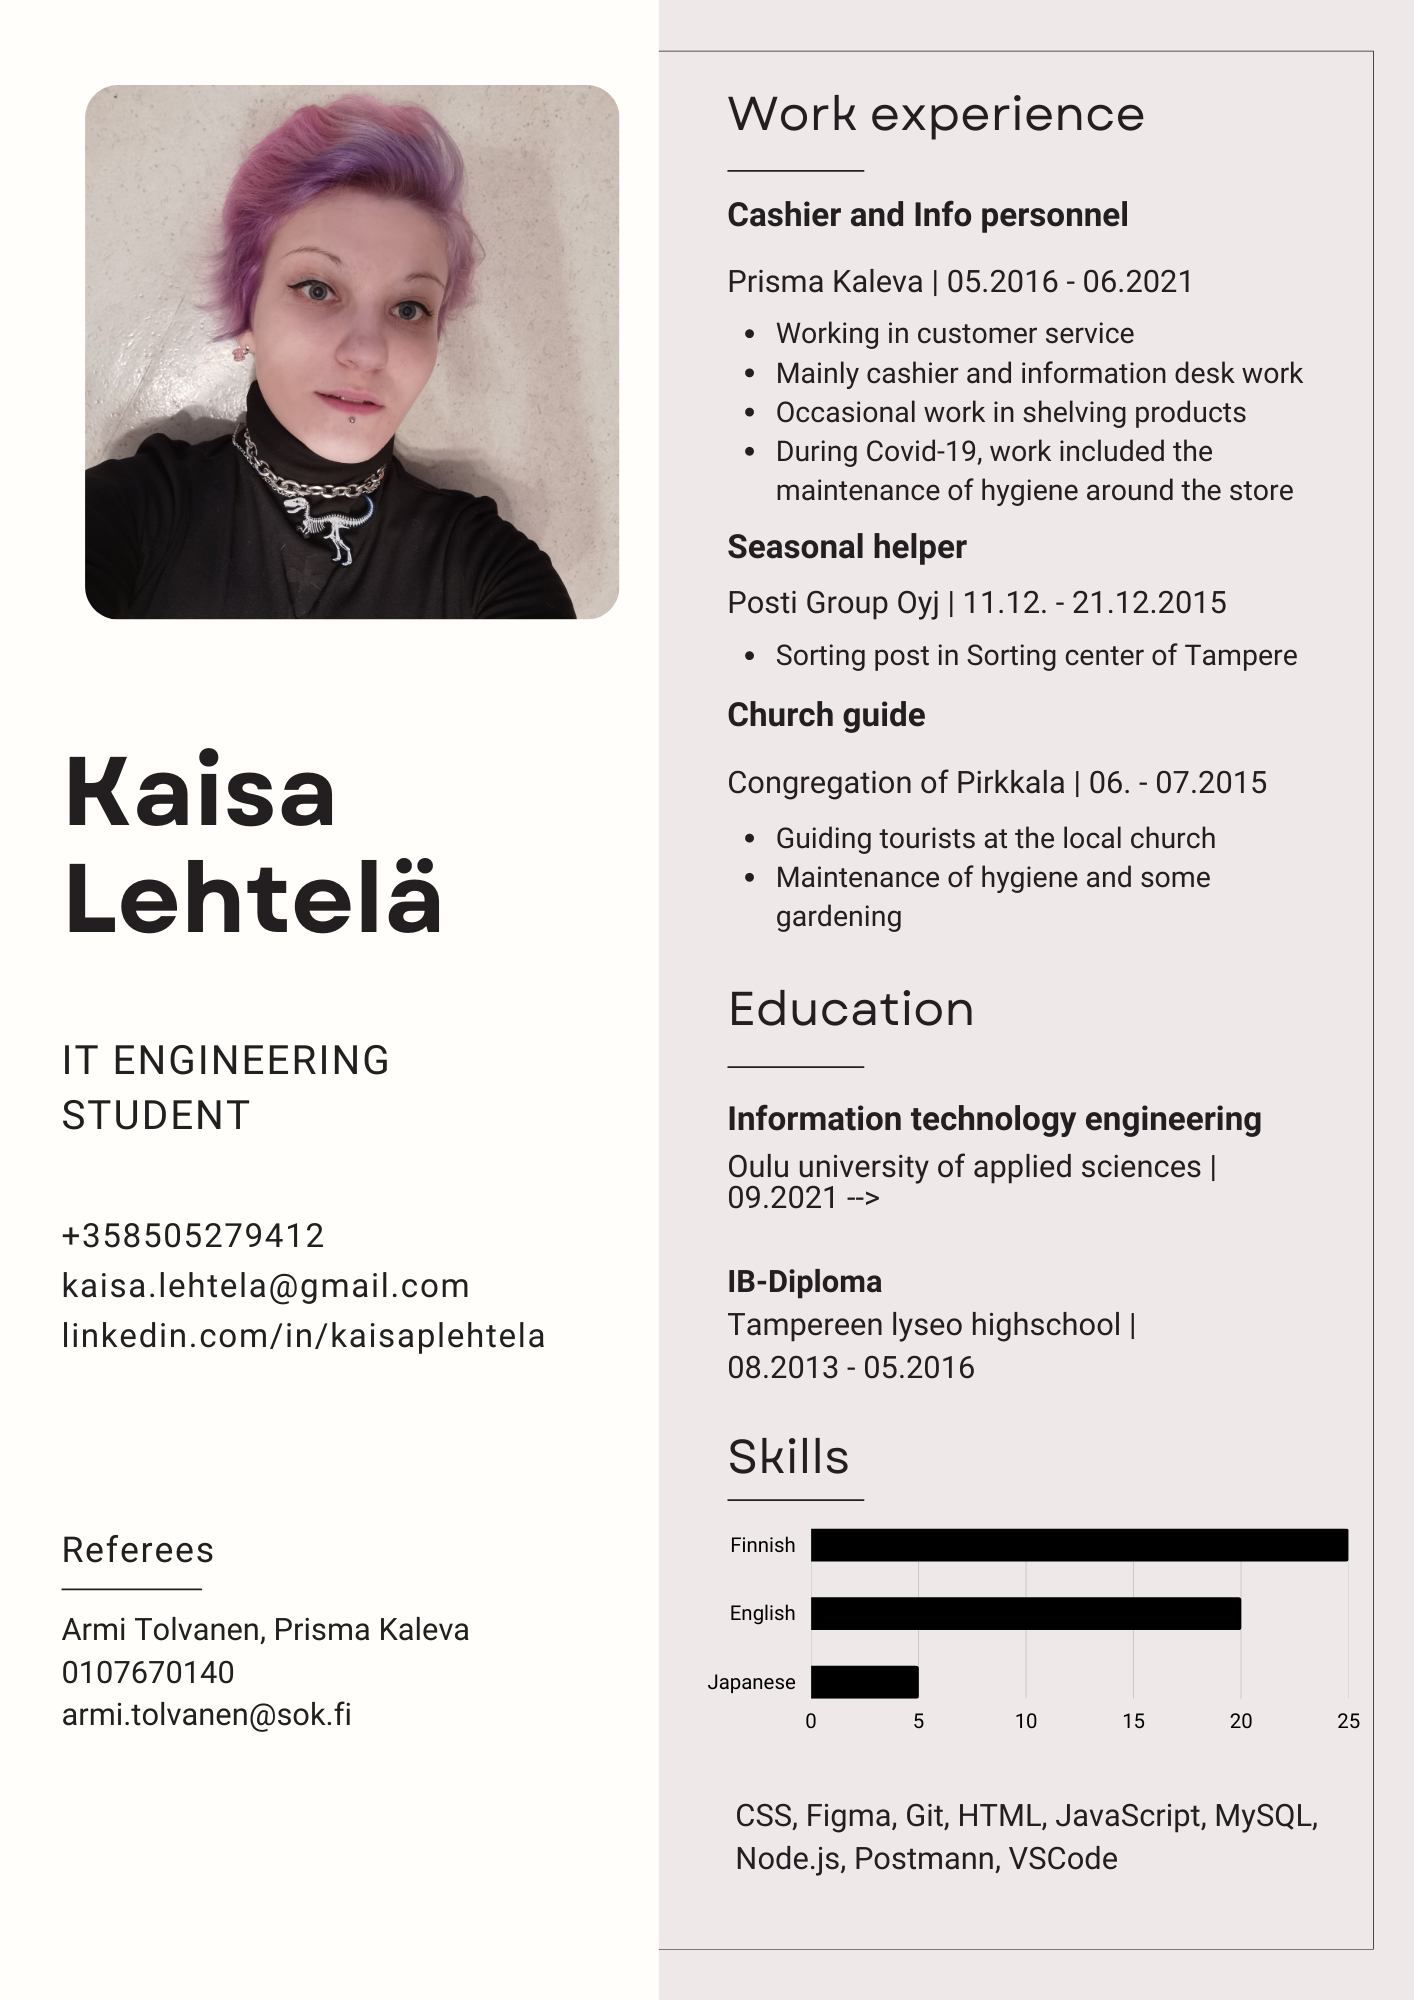 Kaisa
Lehtelä
IT ENGINEERING
STUDENT
+358505279412
kaisa.lehtela@gmail.com
linkedin.com/in/kaisaplehtela
Referees
Armi Tolvanen, Prisma Kaleva
0107670140
armi.tolvanen@sok.fi
Work experience
Cashier and Info personnel
Prisma Kaleva | 05.2016 - 06.2021
• Working in customer service
• Mainly cashier and information desk work
• Occasional work in shelving products
• During Covid-19, work included the
maintenance of hygiene around the store
Seasonal helper
Posti Group Oyj | 11.12. - 21.12.2015
• Sorting post in Sorting center of Tampere
Church guide
Congregation of Pirkkala | 06. - 07.2015
• Guiding tourists at the local church
• Maintenance of hygiene and some
gardening
Education
Information technology engineering
Oulu university of applied sciences |
09.2021 -->
IB-Diploma
Tampereen lyseo highschool |
08.2013 - 05.2016
Skills
Finnish
English
Japanese
0 5 10 15 20 25
CSS, Figma, Git, HTML, JavaScript, MySQL,
Node.js, Postmann, VSCode